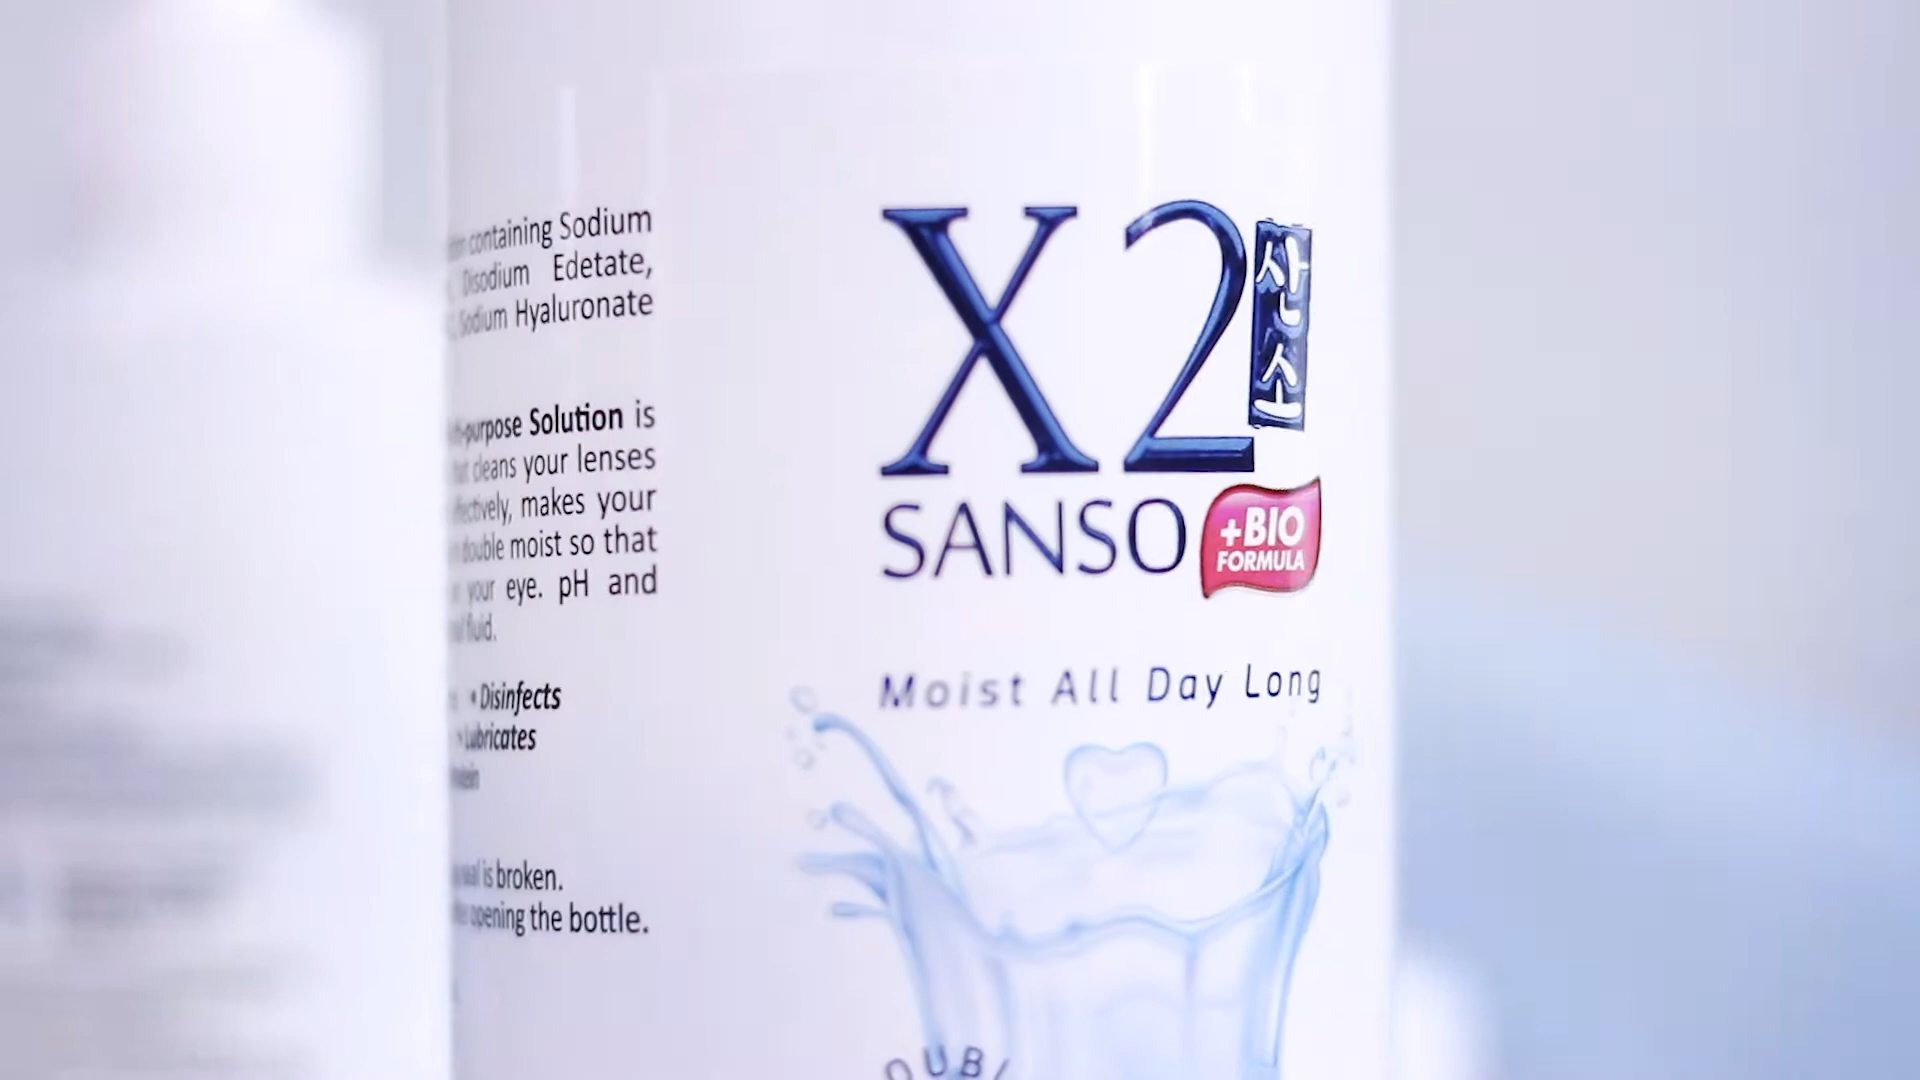 containing Sodium
Disodium Edetate,
Sodium Hyaluronate
purpose Solution is
cleans your lenses
makes your
double moist so that
your eye. pH and
fluid.
• Disinfects
• Lubricates
is broken.
opening the bottle.
X2
산소
SANSO
+BIO
FORMULA
Moist All Day Long